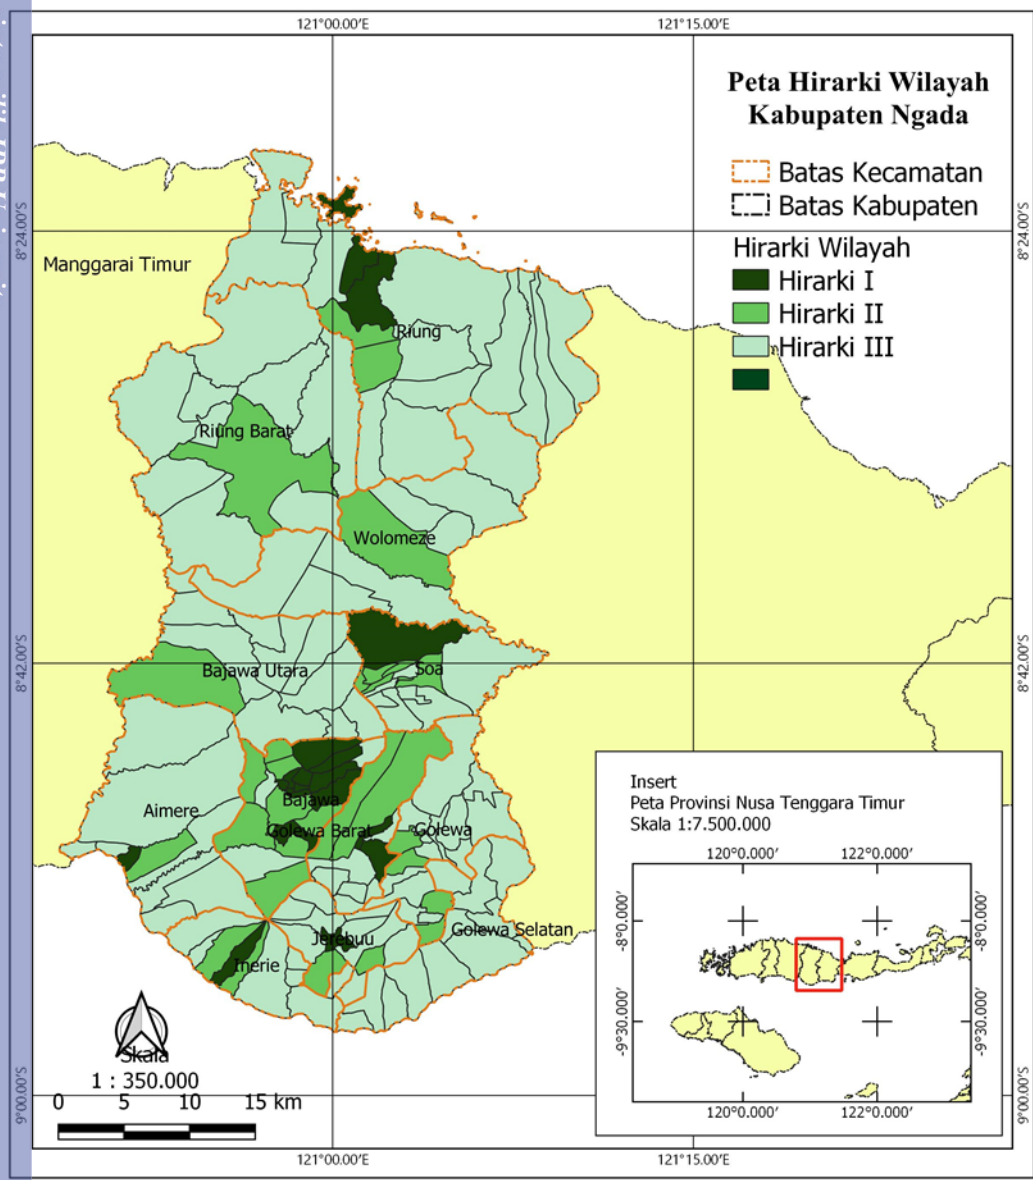 121°00.00'E
121°15.00'E
Peta Hirarki Wilayah
Kabupaten Ngada
Batas Kecamatan
Batas Kabupaten
8°24.00'S
8°24.00'S
Hirarki Wilayah
Hirarki I
Hirarki II
Hirarki III
Manggarai Timur
Riung
Riung Barat
Wolomeze
8°42.00'S
8°42.00'S
Bajawa Utara
Soa
Aimere
Bajawa
Golewa Barat
Golewa
Golewa Selatan
Jerebuu
Inerie
Insert
Peta Provinsi Nusa Tenggara Timur
Skala 1:7.500.000
120°0.000'
122°0.000'
-8°0.000'
-8°0.000'
-9°30.000'
-9°30.000'
120°0.000'
122°0.000'
Skala
1 : 350.000
0 5 10 15 km
9°00.00'S
9°00.00'S
121°00.00'E
121°15.00'E